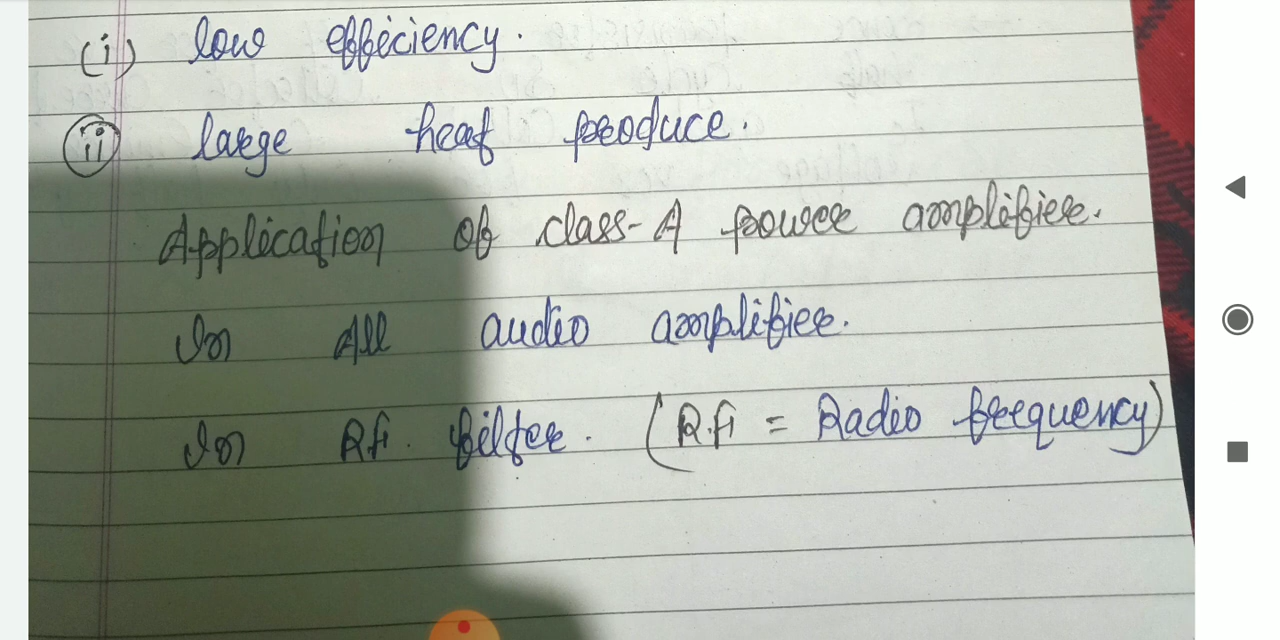 (i) low effeciency.
(ii) large heat produce.
Application of class-A power amplifier.
In All audio amplifier.
In R.F. filter. (R.F. = Radio frequency)